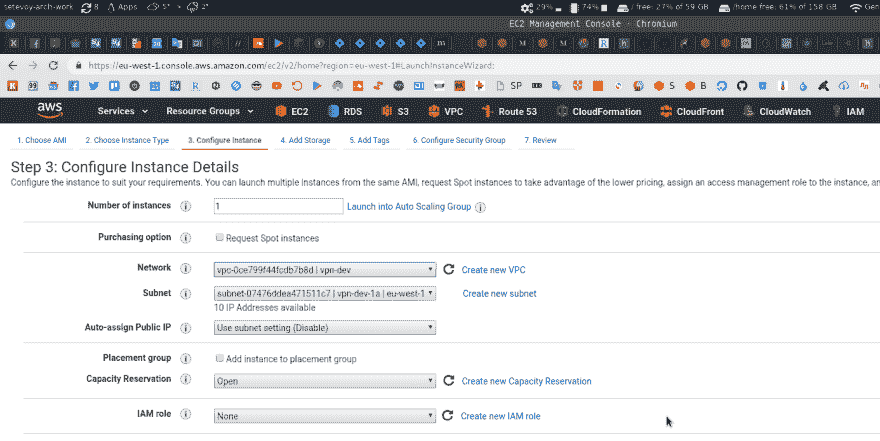 setevoy-arch-work 8 Apps 5° > 2° 29% 74% / free: 27% of 59 GB /home free: 61% of 158 GB Gen
EC2 Management Console - Chromium
https://eu-west-1.console.aws.amazon.com/ec2/v2/home?region=eu-west-1#LaunchInstanceWizard:
aws Services Resource Groups EC2 RDS S3 VPC Route 53 CloudFormation CloudFront CloudWatch IAM
1. Choose AMI 2. Choose Instance Type 3. Configure Instance 4. Add Storage 5. Add Tags 6. Configure Security Group 7. Review
Step 3: Configure Instance Details
Configure the instance to suit your requirements. You can launch multiple instances from the same AMI, request Spot instances to take advantage of the lower pricing, assign an access management role to the instance, an
Number of instances 1 Launch into Auto Scaling Group
Purchasing option Request Spot instances
Network vpc-0ce799f44fcdb7b8d | vpn-dev Create new VPC
Subnet subnet-07476ddea471511c7 | vpn-dev-1a | eu-west-1 Create new subnet
10 IP Addresses available
Auto-assign Public IP Use subnet setting (Disable)
Placement group Add instance to placement group
Capacity Reservation Open Create new Capacity Reservation
IAM role None Create new IAM role